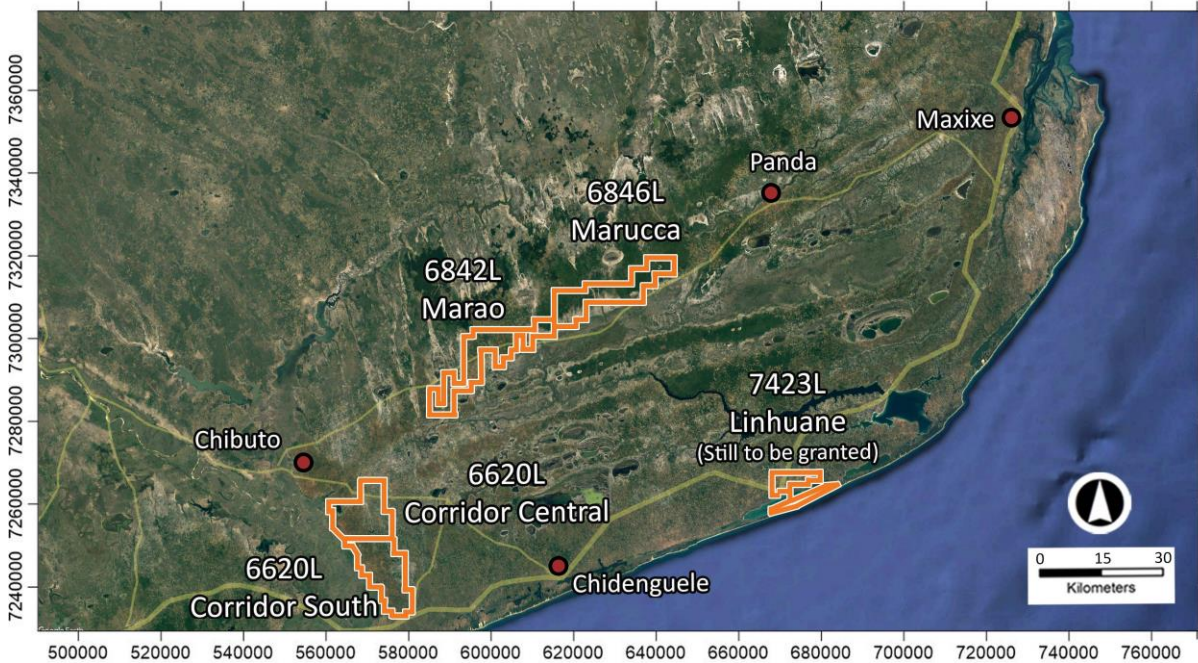 7360000
7340000
7320000
7300000
7280000
7260000
7240000
Maxixe
Panda
6846L
Marucca
6842L
Marao
7423L
Linhuane
(Still to be granted)
Chibuto
6620L
Corridor Central
6620L
Corridor South
Chidenguele
0 15 30
Kilometers
Google Earth
500000 520000 540000 560000 580000 600000 620000 640000 660000 680000 700000 720000 740000 760000